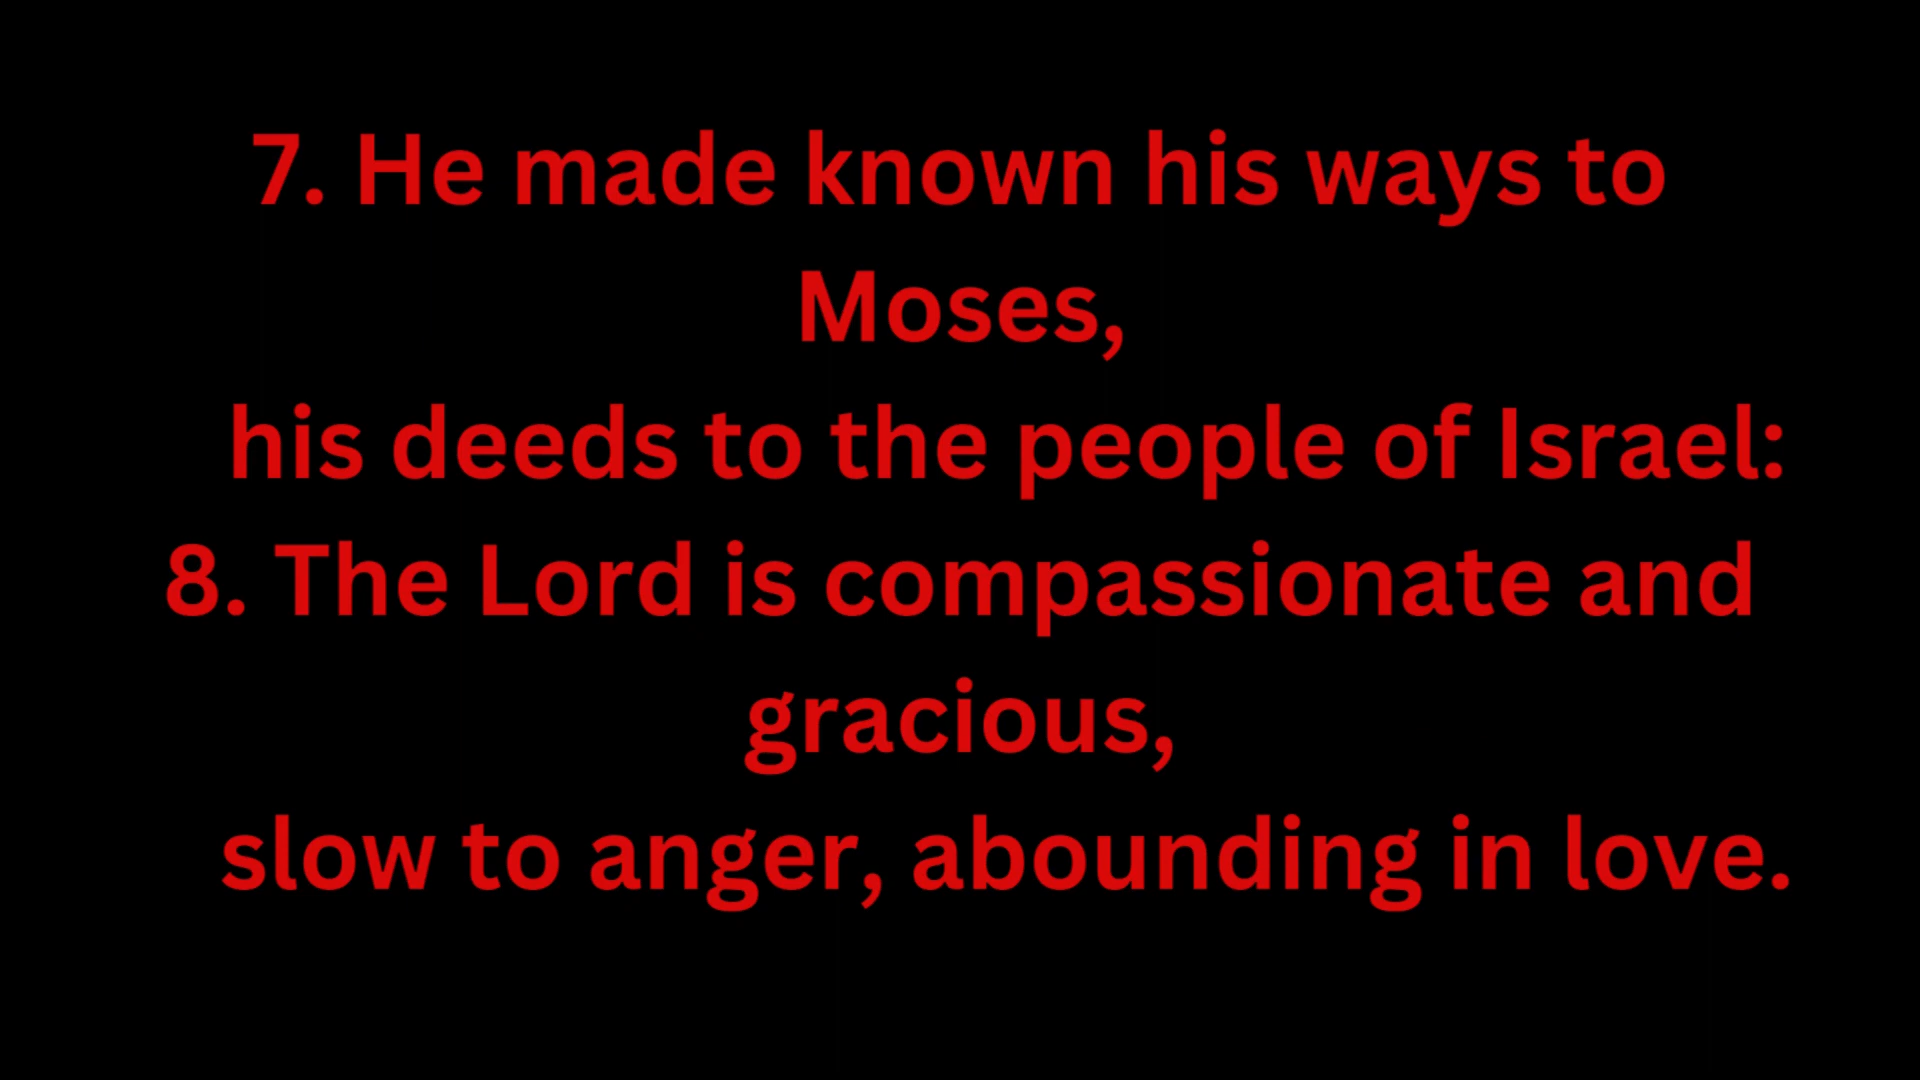 7. He made known his ways to
Moses,
his deeds to the people of Israel:
8. The Lord is compassionate and
gracious,
slow to anger, abounding in love.